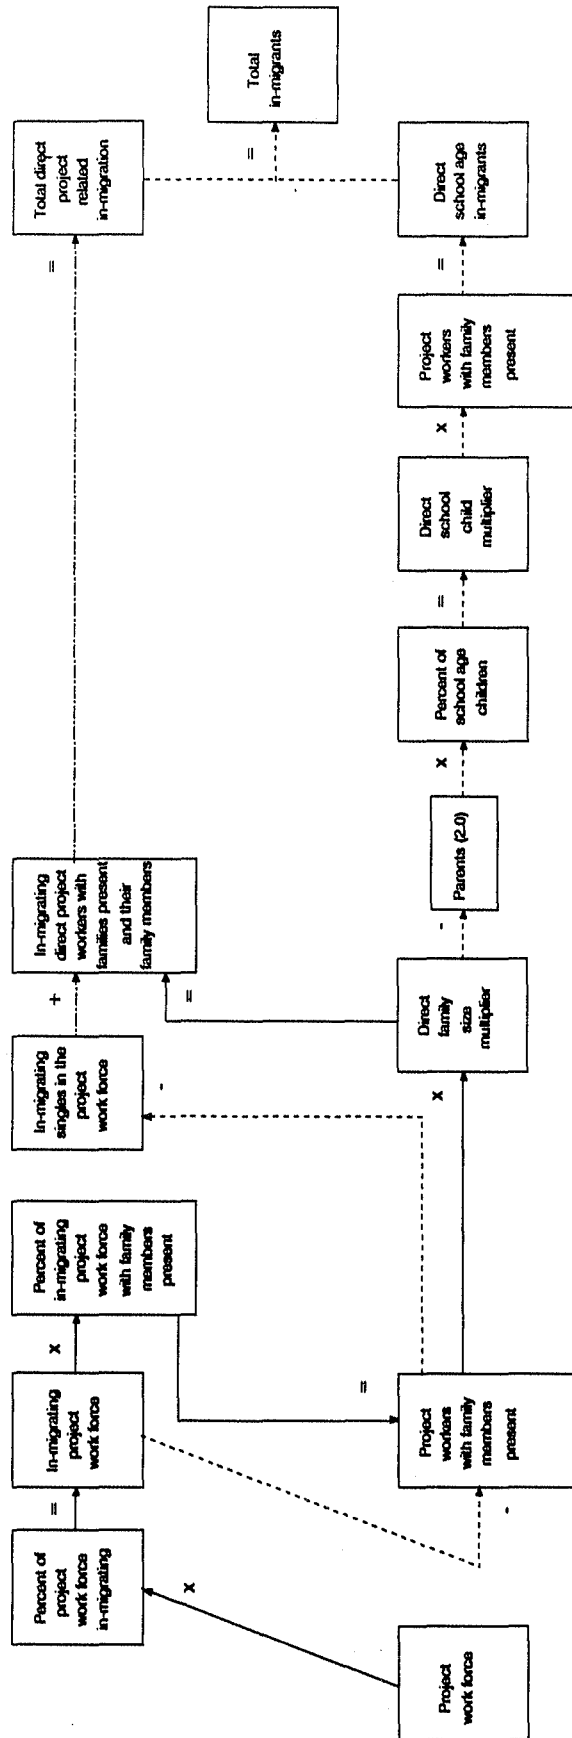 Percent of
project
work force
in-migrating
=
In-migrating
project
work force
x
Percent of
in-migrating
project
work force
with family
members
present
In-migrating
singles in the
project
work force
+
In-migrating
direct project
workers with
families present
and their
family members
=
Total direct
project
related
in-migration
x
=
-
=
=
Total
in-migrants
Project
work force
-
Project
workers
with family
members
present
x
Direct
family
size
multiplier
-
Parents (2.0)
x
Percent of
school age
children
=
Direct
school
child
multiplier
x
Project
workers
with family
members
present
=
Direct
school age
in-migrants